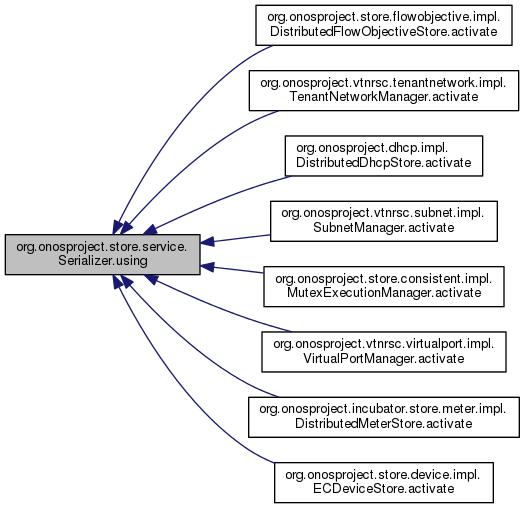 org.onosproject.store.flowobjective.impl.
DistributedFlowObjectiveStore.activate
org.onosproject.vtnrsc.tenantnetwork.impl.
TenantNetworkManager.activate
org.onosproject.dhcp.impl.
DistributedDhcpStore.activate
org.onosproject.vtnrsc.subnet.impl.
SubnetManager.activate
org.onosproject.store.service.
Serializer.using
org.onosproject.store.consistent.impl.
MutexExecutionManager.activate
org.onosproject.vtnrsc.virtualport.impl.
VirtualPortManager.activate
org.onosproject.incubator.store.meter.impl.
DistributedMeterStore.activate
org.onosproject.store.device.impl.
ECDeviceStore.activate